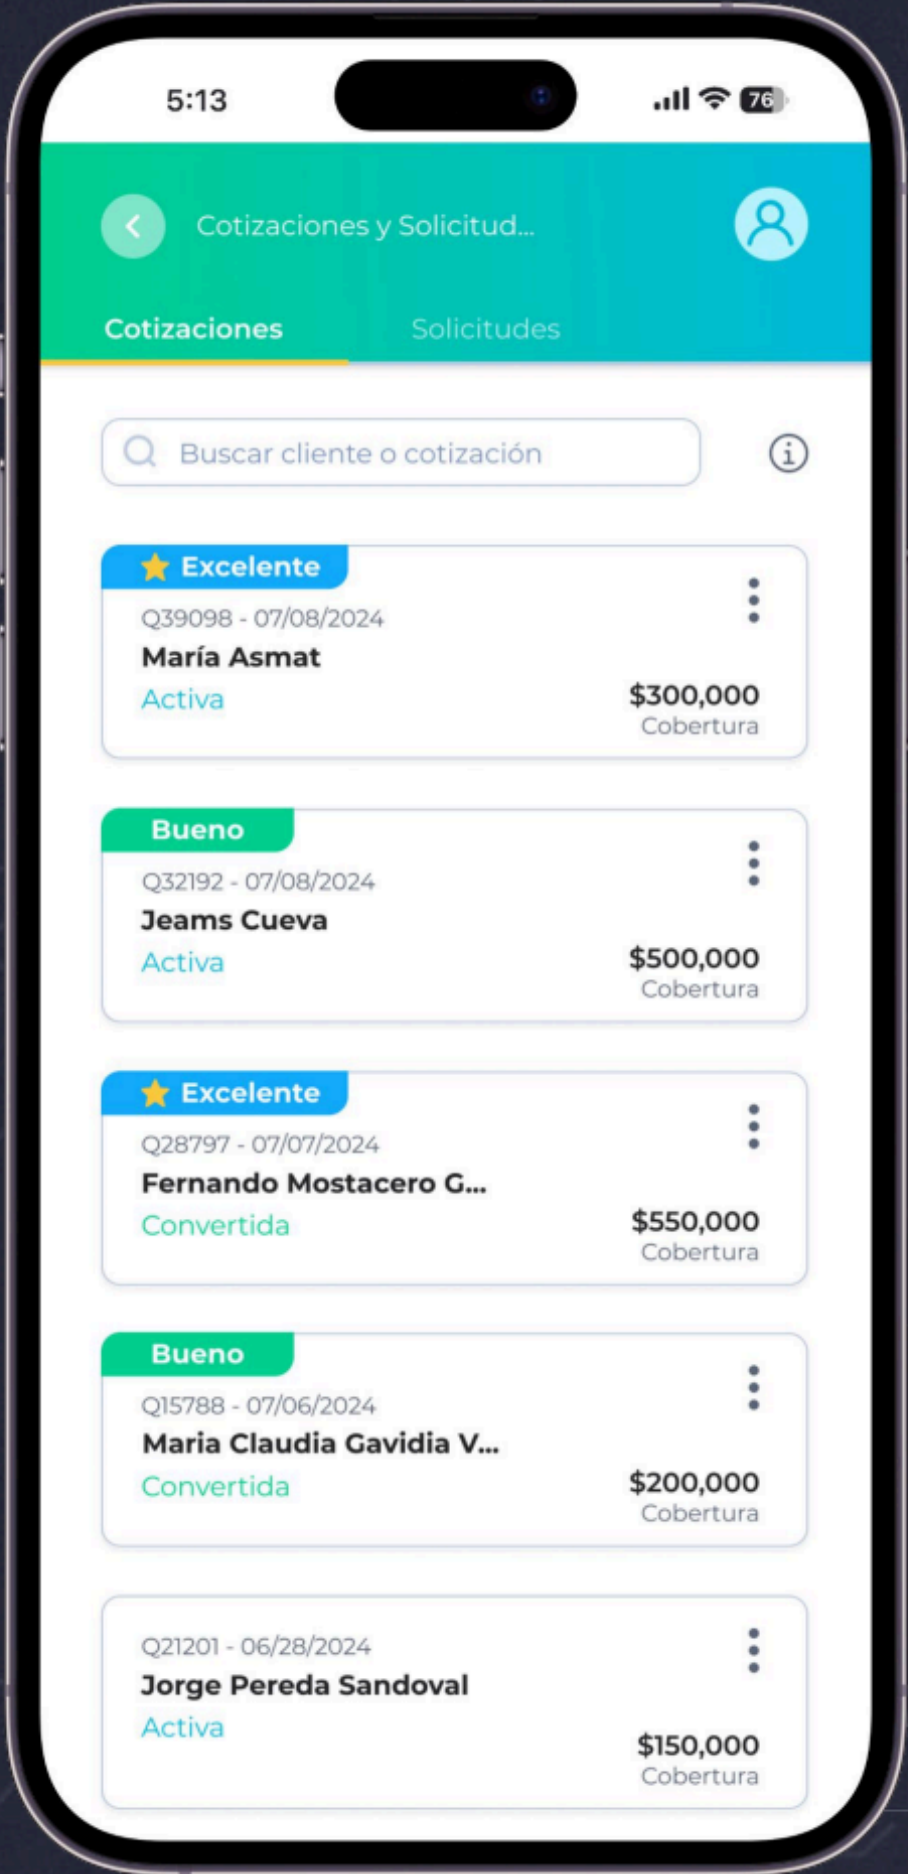 5:13
76
Cotizaciones y Solicitud...
Cotizaciones
Solicitudes
Buscar cliente o cotización
Excelente
Q39098 - 07/08/2024
María Asmat
Activa
$300,000
Cobertura
Bueno
Q32192 - 07/08/2024
Jeams Cueva
Activa
$500,000
Cobertura
Excelente
Q28797 - 07/07/2024
Fernando Mostacero G...
Convertida
$550,000
Cobertura
Bueno
Q15788 - 07/06/2024
Maria Claudia Gavidia V...
Convertida
$200,000
Cobertura
Q21201 - 06/28/2024
Jorge Pereda Sandoval
Activa
$150,000
Cobertura